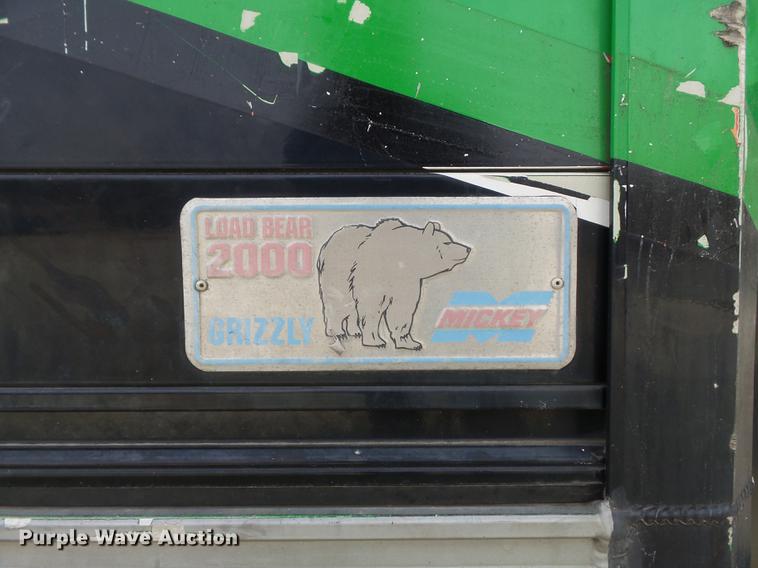 LOAD BEAR
2000
GRIZZLY
MICKEY
Purple Wave Auction